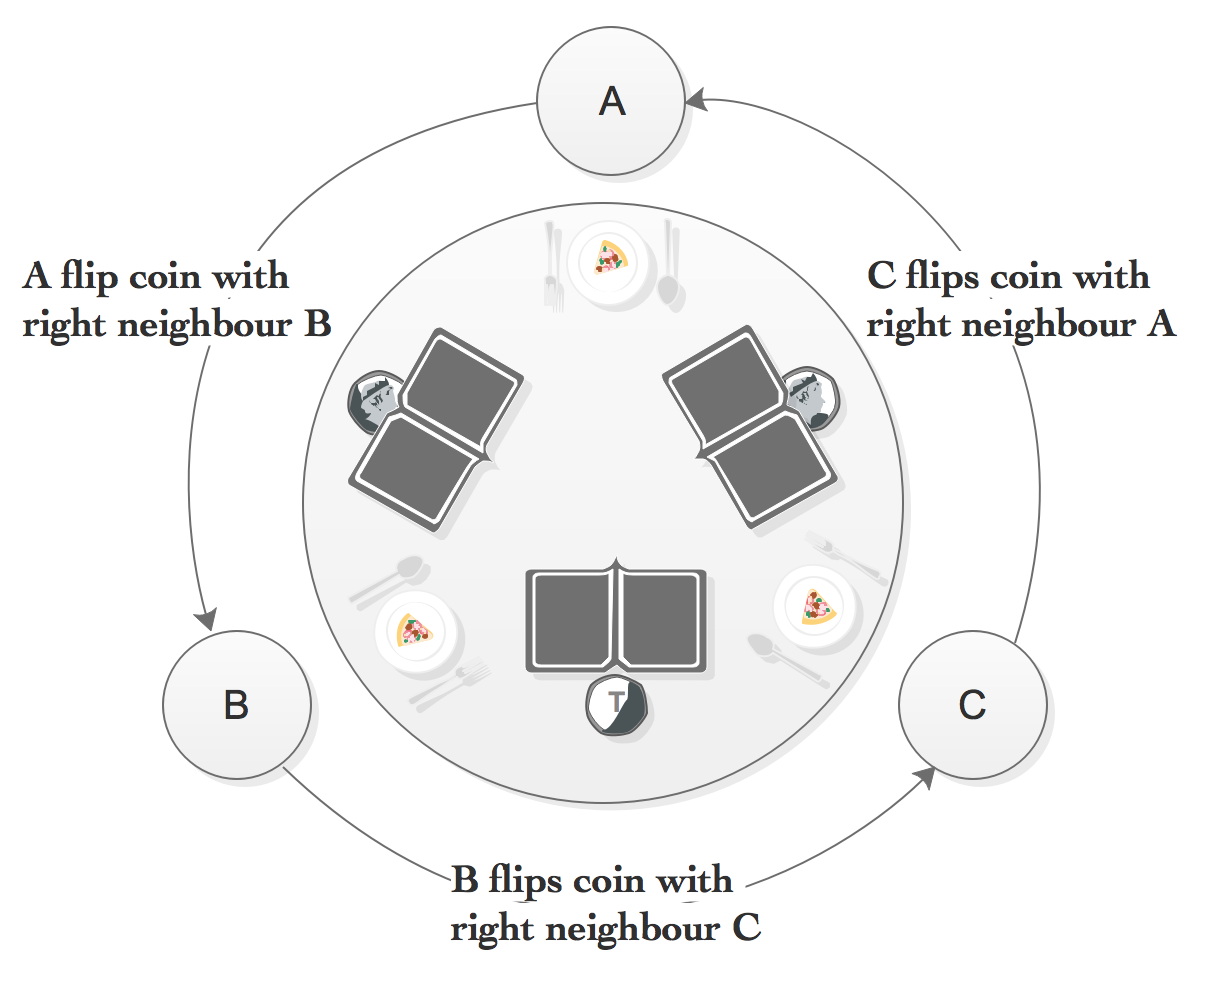 A
A flip coin with
right neighbour B
C flips coin with
right neighbour A
T
B
C
B flips coin with
right neighbour C